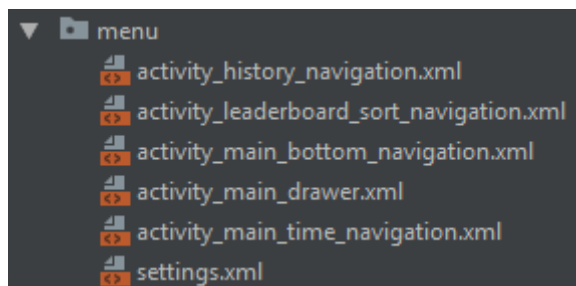 menu
activity_history_navigation.xml
activity_leaderboard_sort_navigation.xml
activity_main_bottom_navigation.xml
activity_main_drawer.xml
activity_main_time_navigation.xml
settings.xml